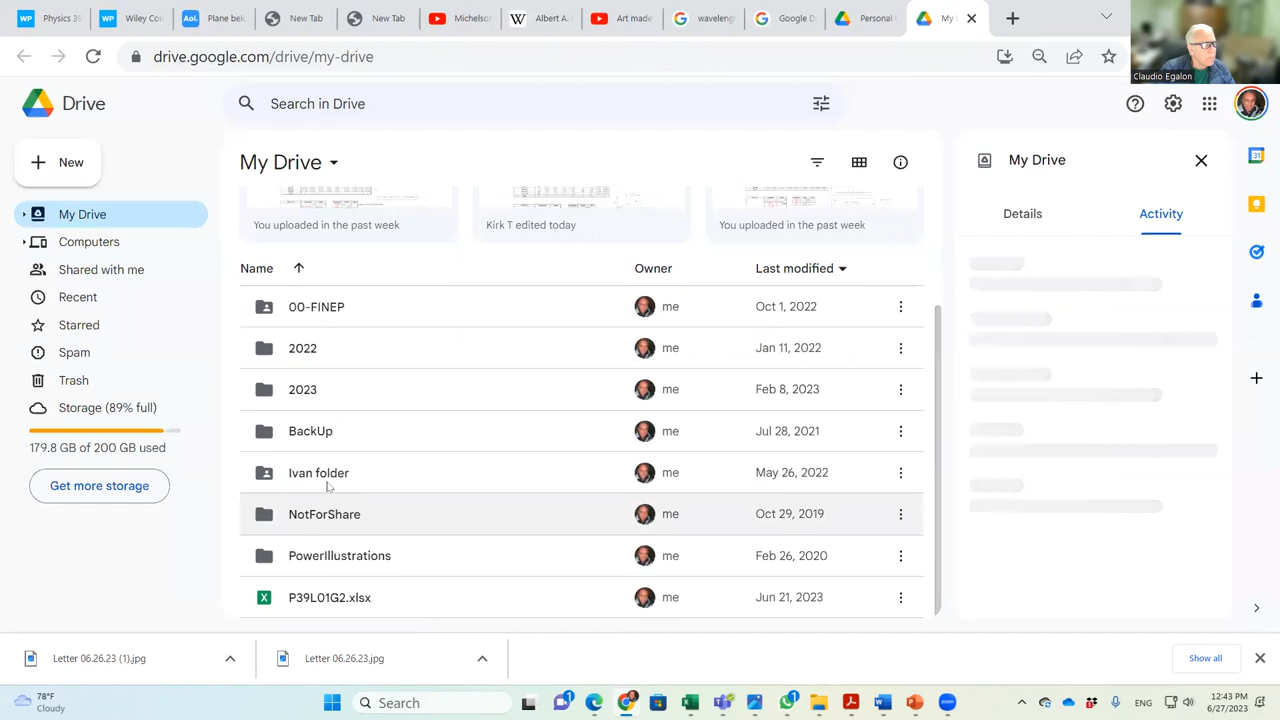 Physics 39
Wiley Co
Aol.
Plane bel
New Tab
New Tab
Michelso
W
Albert A.
Art made
waveleng
Google D
Personal
My
drive.google.com/drive/my-drive
Claudio Egalon
Drive
Search in Drive
New
My Drive
My Drive
Details
Activity
31
My Drive
Computers
Shared with me
Recent
Starred
Spam
Trash
Storage (89% full)
179.8 GB of 200 GB used
Get more storage
You uploaded in the past week
Kirk T edited today
You uploaded in the past week
Name
Owner
Last modified
00-FINEP me Oct 1, 2022
2022 me Jan 11, 2022
2023 me Feb 8, 2023
BackUp me Jul 28, 2021
Ivan folder me May 26, 2022
NotForShare me Oct 29, 2019
PowerIllustrations me Feb 26, 2020
X P39L01G2.xlsx me Jun 21, 2023
Letter 06.26.23 (1).jpg
Letter 06.26.23.jpg
Show all
78°F
Cloudy
Search
1
1
ENG
12:43 PM
6/27/2023